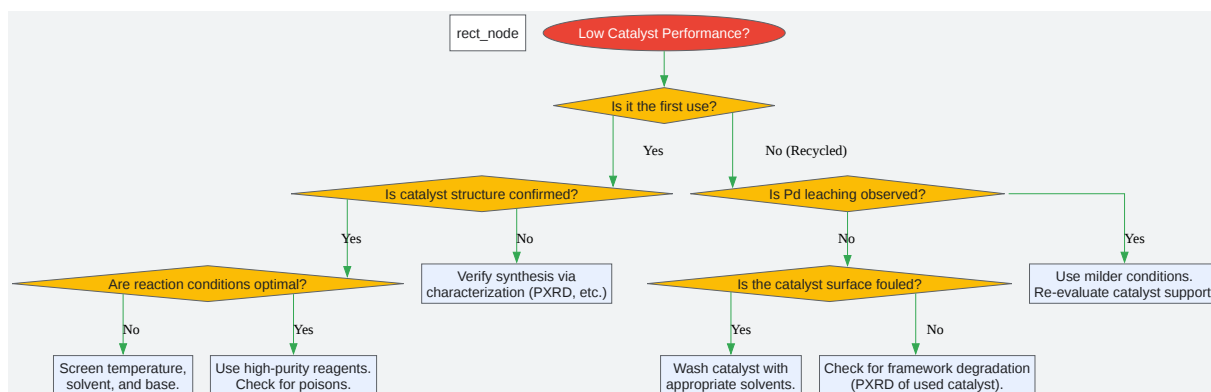 rect_node
Low Catalyst Performance?
Is it the first use?
Yes
No (Recycled)
Is catalyst structure confirmed?
Is Pd leaching observed?
Yes
No
No
Yes
Are reaction conditions optimal?
Verify synthesis via
characterization (PXRD, etc.)
Is the catalyst surface fouled?
Use milder conditions.
Re-evaluate catalyst support
No
Yes
Yes
No
Screen temperature,
solvent, and base.
Use high-purity reagents.
Check for poisons.
Wash catalyst with
appropriate solvents.
Check for framework degradation
(PXRD of used catalyst).